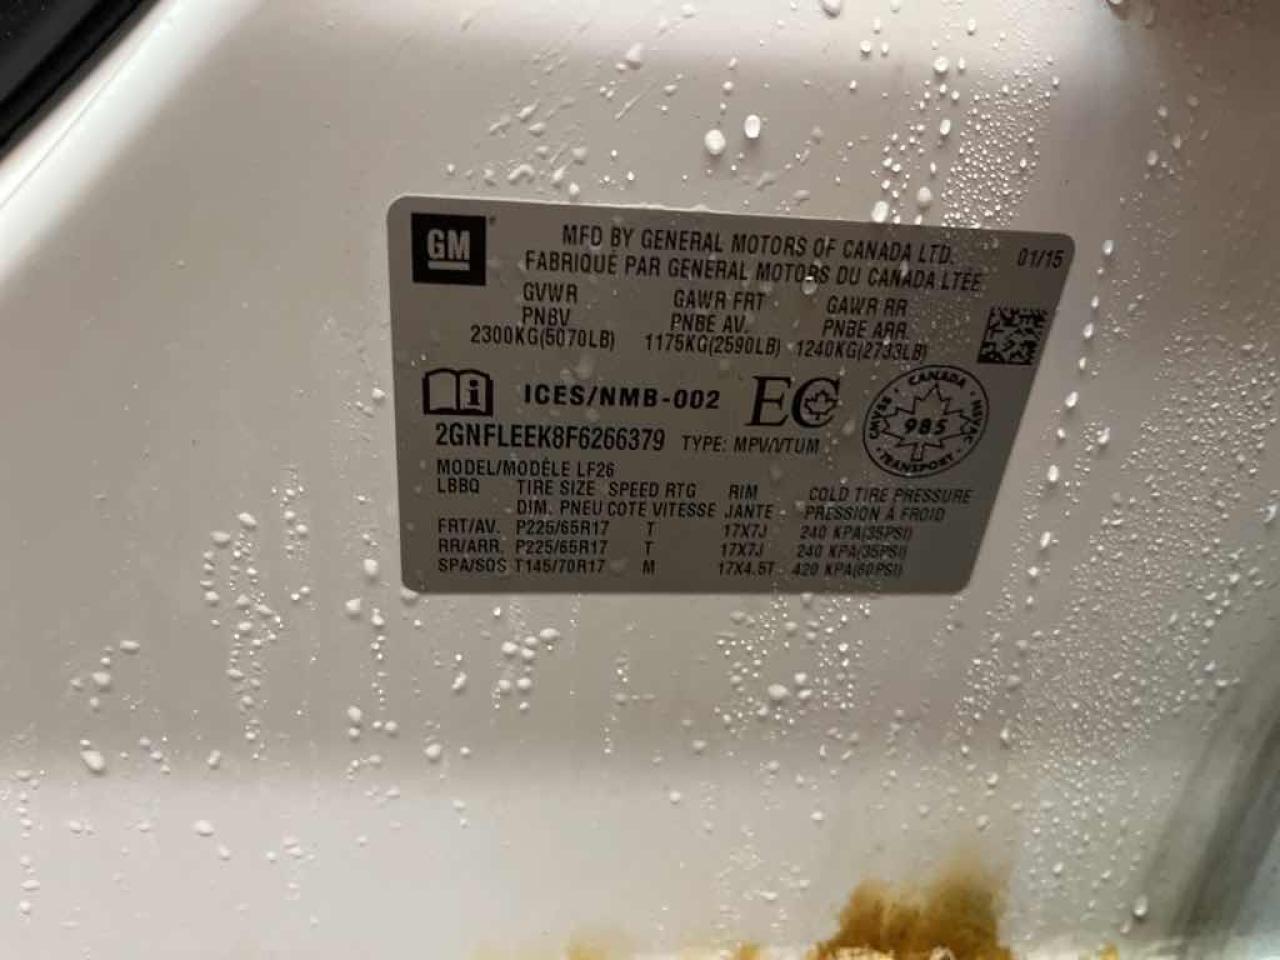 GM
MFD BY GENERAL MOTORS OF CANADA LTD. 01/15
FABRIQUÉ PAR GENERAL MOTORS DU CANADA LTÉE
GVWR GAWR FRT GAWR RR
PNBV PNBE AV. PNBE ARR.
2300KG(5070LB) 1175KG(2590LB) 1240KG(2733LB)
i ICES/NMB-002 EC
CANADA
CMVSS 985 NSVAC
TRANSPORT
2GNFLEEK8F6266379 TYPE: MPV/VTUM
MODEL/MODÈLE LF26
LBBQ TIRE SIZE SPEED RTG RIM COLD TIRE PRESSURE
DIM. PNEU COTE VITESSE JANTE PRESSION À FROID
FRT/AV. P225/65R17 T 17X7J 240 KPA(35PSI)
RR/ARR. P225/65R17 T 17X7J 240 KPA(35PSI)
SPA/SOS T145/70R17 M 17X4.5T 420 KPA(60PSI)